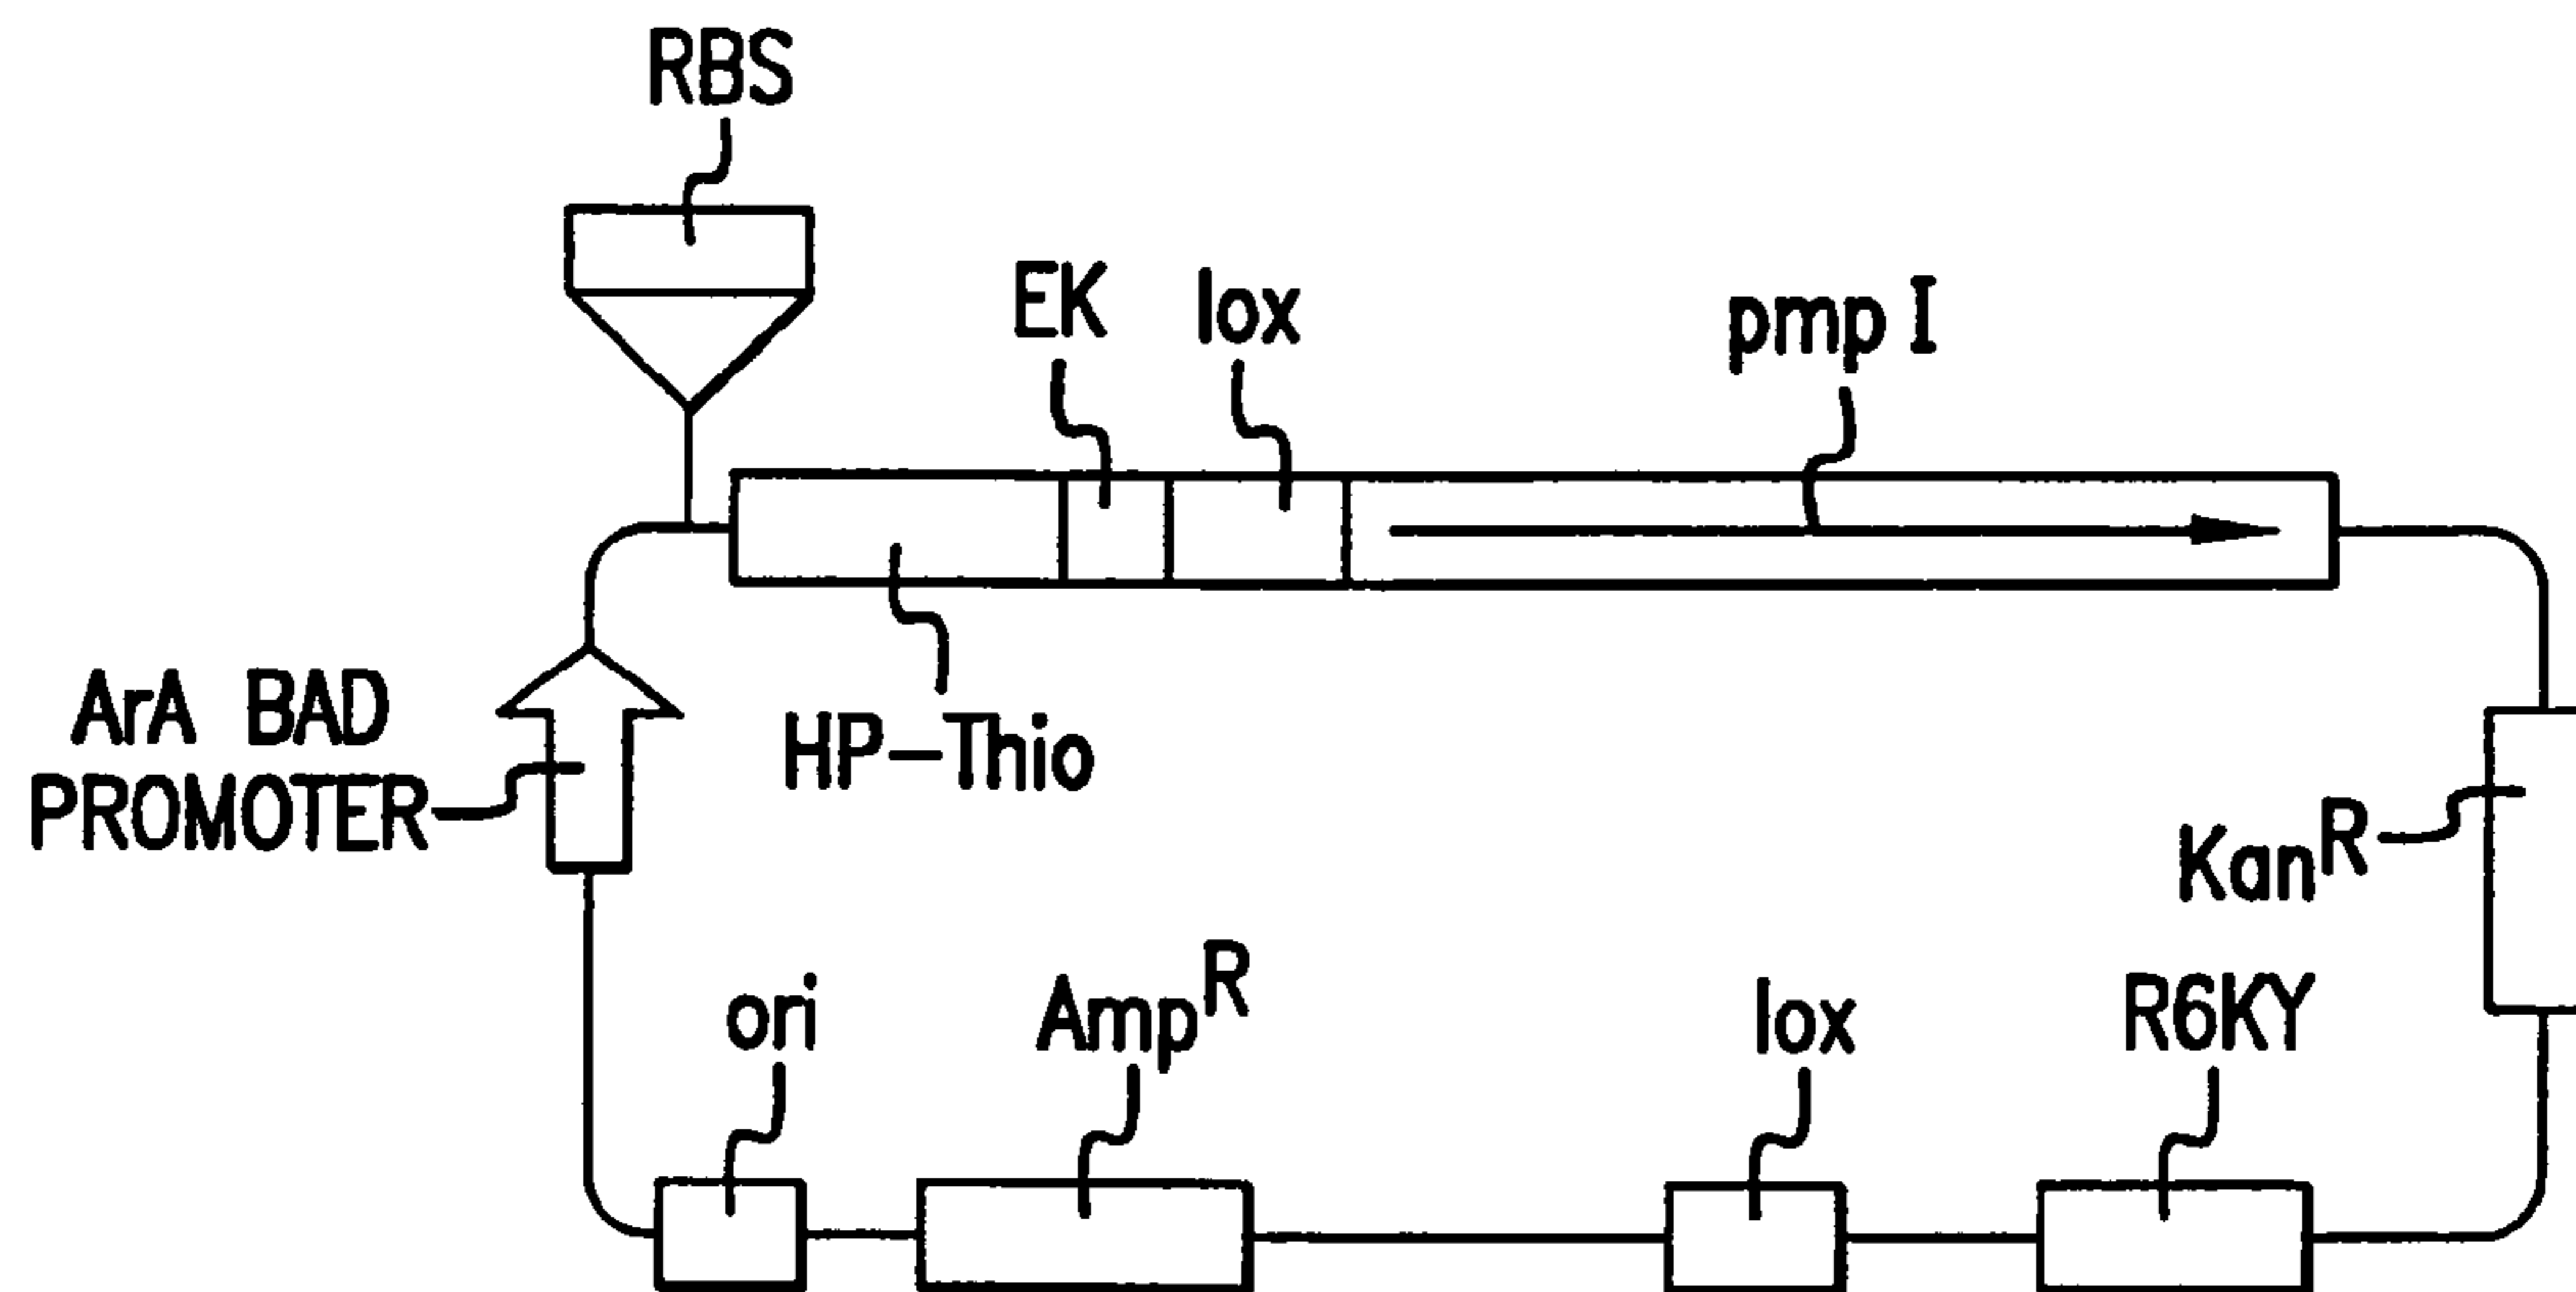 RBS
EK
lox
pmp I
HP-Thio
ArA BAD
PROMOTER
Kan^R
ori
Amp^R
lox
R6KY